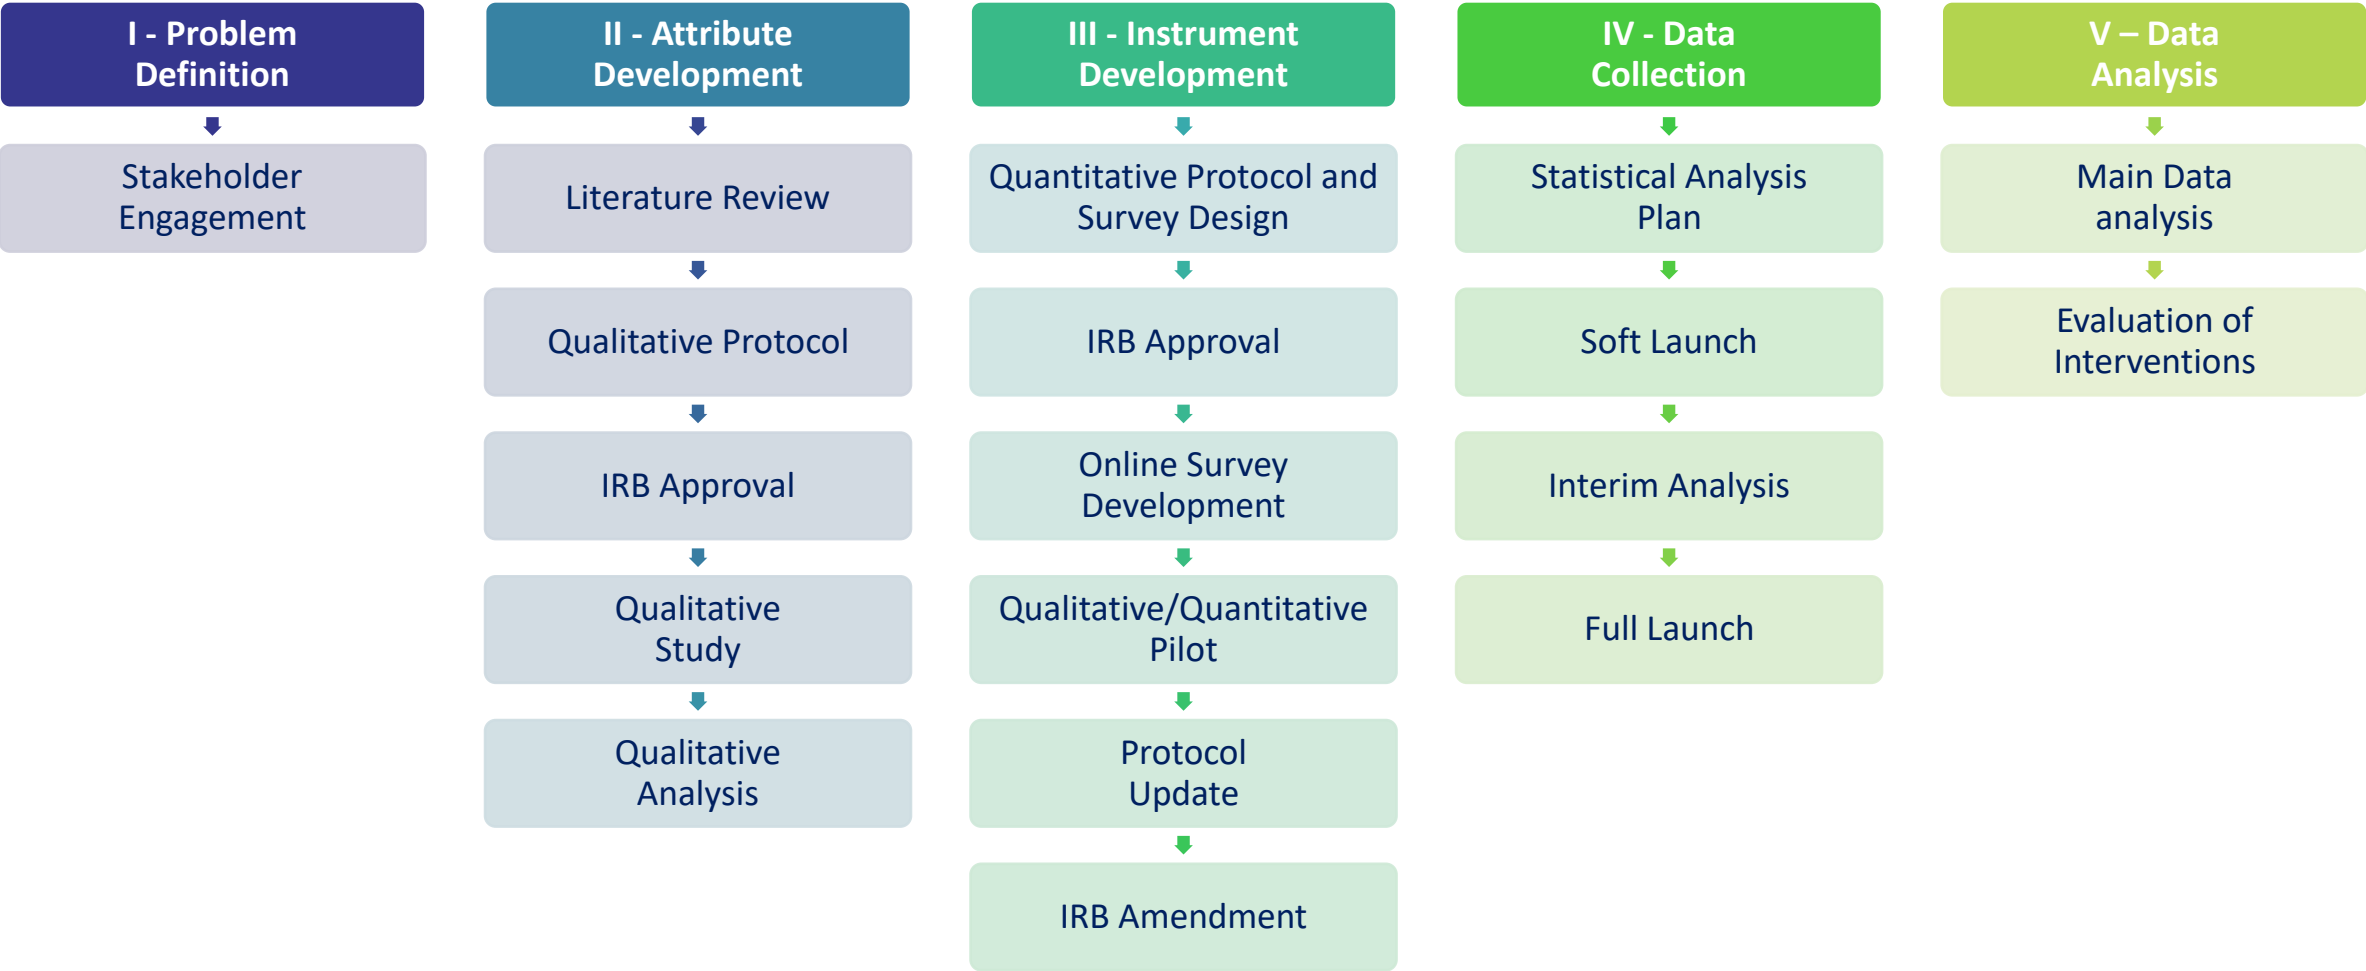 I - Problem
Definition
Stakeholder
Engagement
II - Attribute
Development
Literature Review
Qualitative Protocol
IRB Approval
Qualitative
Study
Qualitative
Analysis
III - Instrument
Development
Quantitative Protocol and
Survey Design
IRB Approval
Online Survey
Development
Qualitative/Quantitative
Pilot
Protocol
Update
IRB Amendment
IV - Data
Collection
Statistical Analysis
Plan
Soft Launch
Interim Analysis
Full Launch
V – Data
Analysis
Main Data
analysis
Evaluation of
Interventions